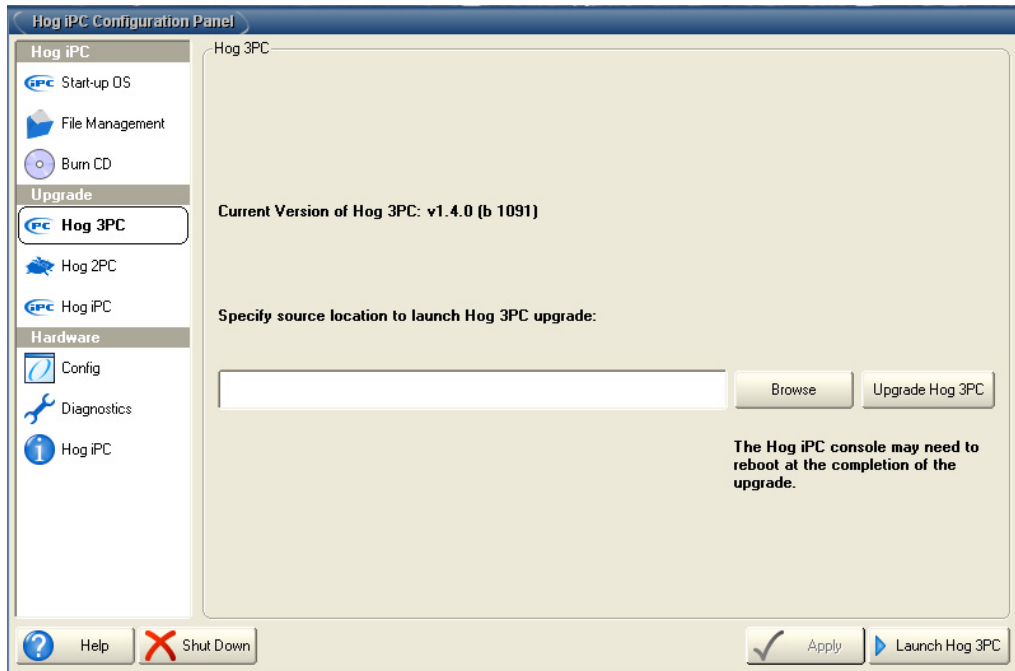 Hog iPC Configuration Panel
Hog iPC
iPC Start-up OS
File Management
Burn CD
Upgrade
PC Hog 3PC
Hog 2PC
iPC Hog iPC
Hardware
Config
Diagnostics
Hog iPC
Hog 3PC
Current Version of Hog 3PC: v1.4.0 (b 1091)
Specify source location to launch Hog 3PC upgrade:
Browse
Upgrade Hog 3PC
The Hog iPC console may need to
reboot at the completion of the
upgrade.
Help
Shut Down
Apply
Launch Hog 3PC